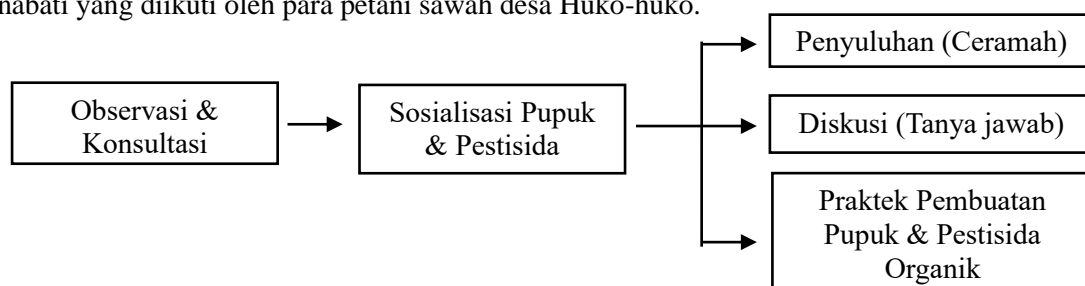 nabati yang diikuti oleh para petani sawah desa Huko-huko.
Observasi &
Konsultasi
Sosialisasi Pupuk
& Pestisida
Penyuluhan (Ceramah)
Diskusi (Tanya jawab)
Praktek Pembuatan
Pupuk & Pestisida
Organik